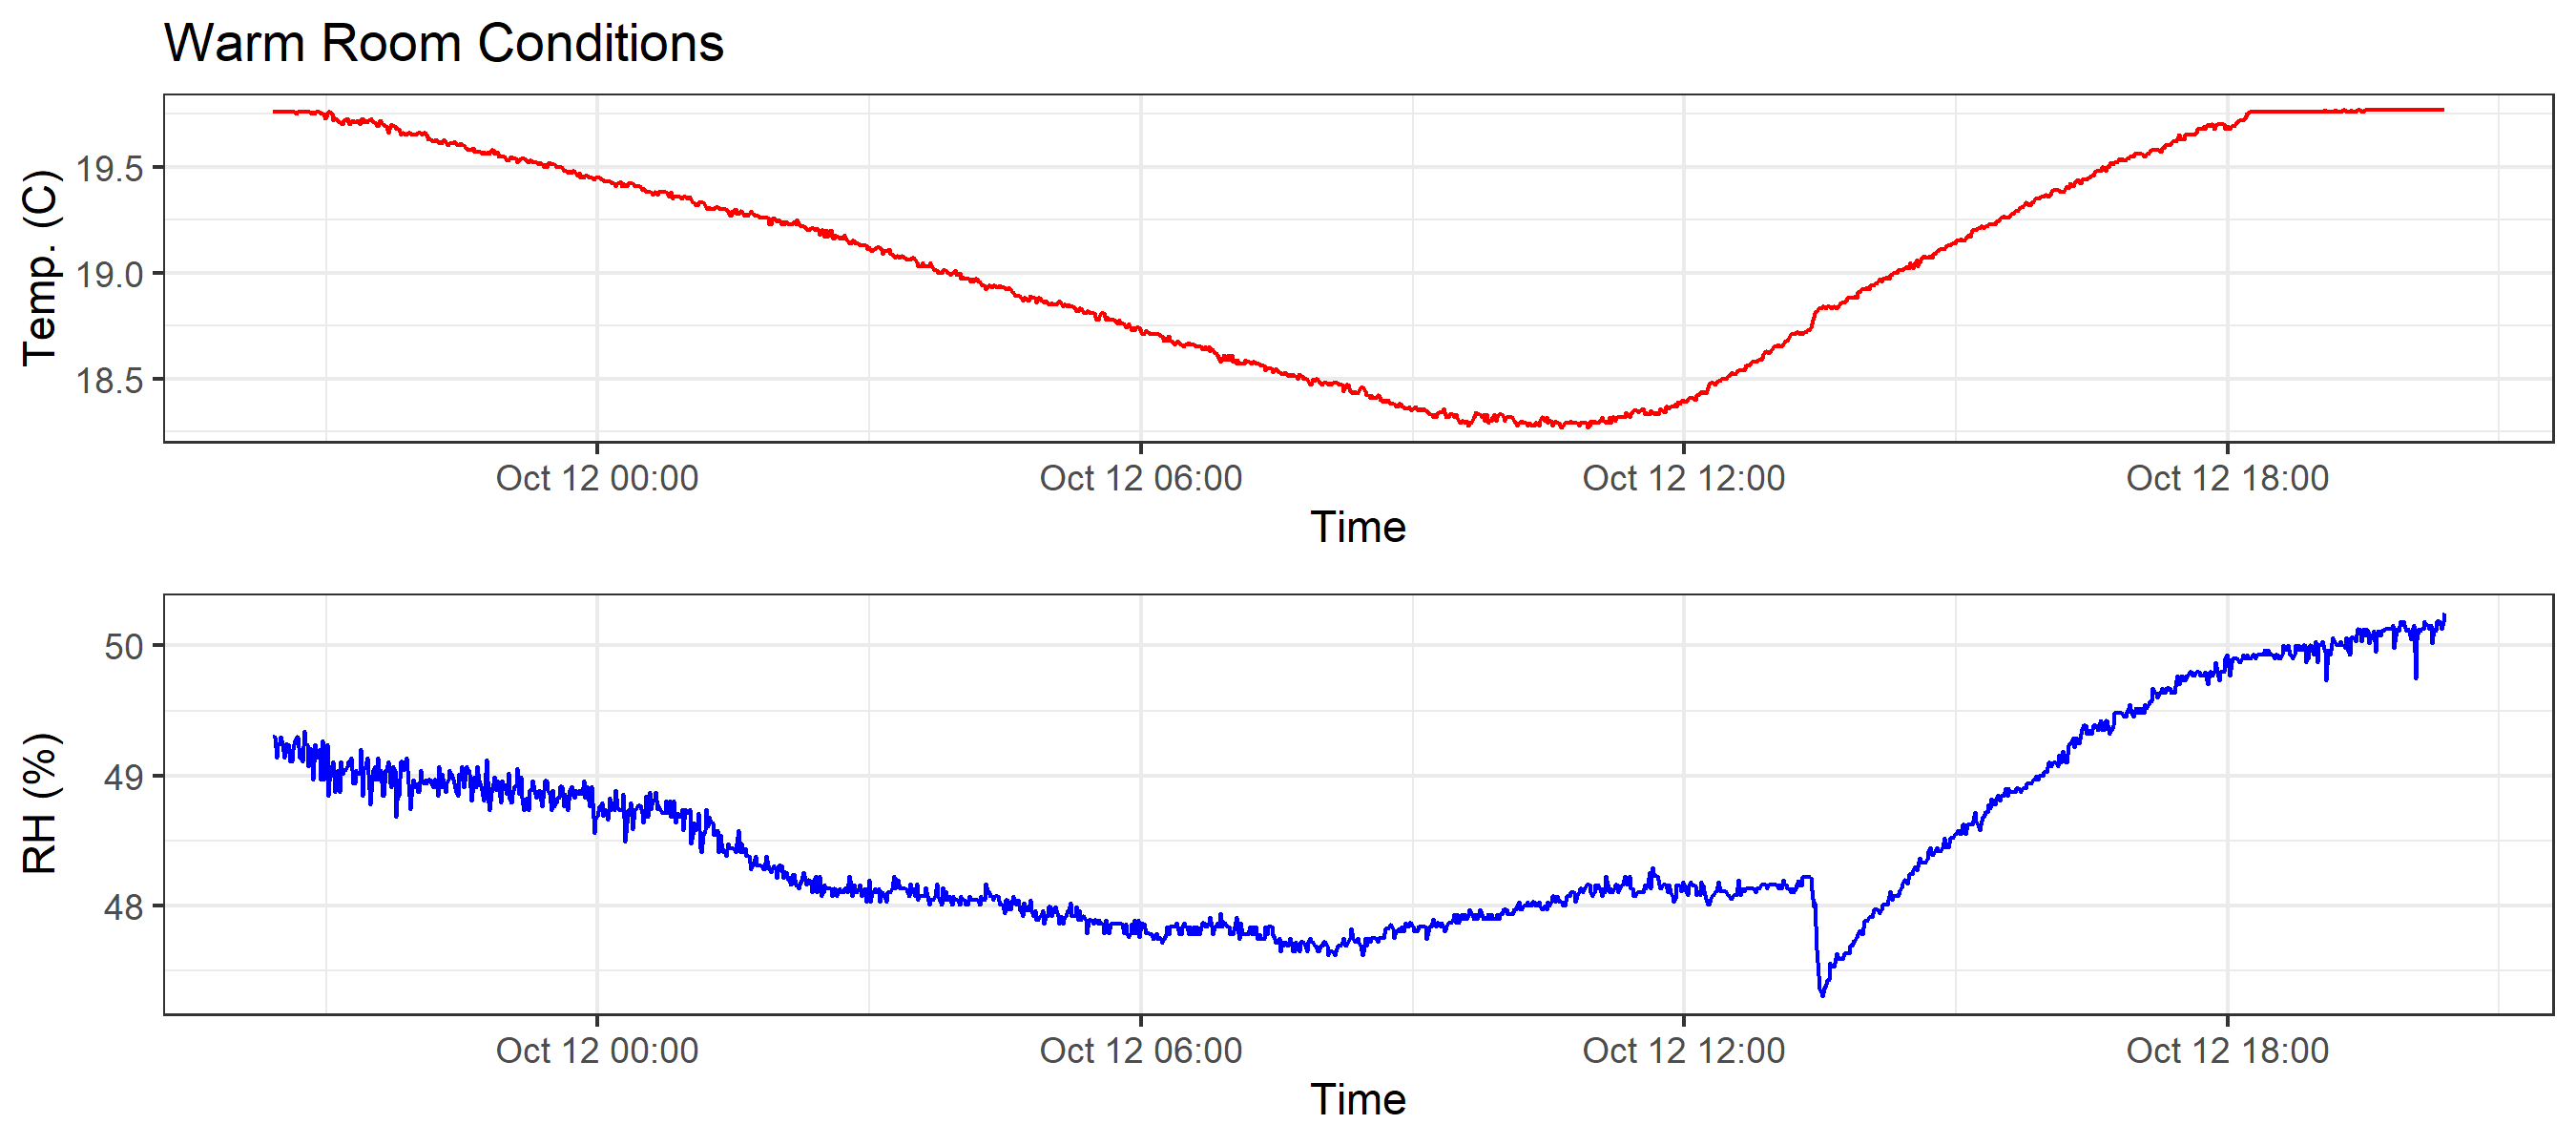 Warm Room Conditions
Temp. (C)
19.5
19.0
18.5
Oct 12 00:00 Oct 12 06:00 Oct 12 12:00 Oct 12 18:00
Time
RH (%)
50
49
48
Oct 12 00:00 Oct 12 06:00 Oct 12 12:00 Oct 12 18:00
Time